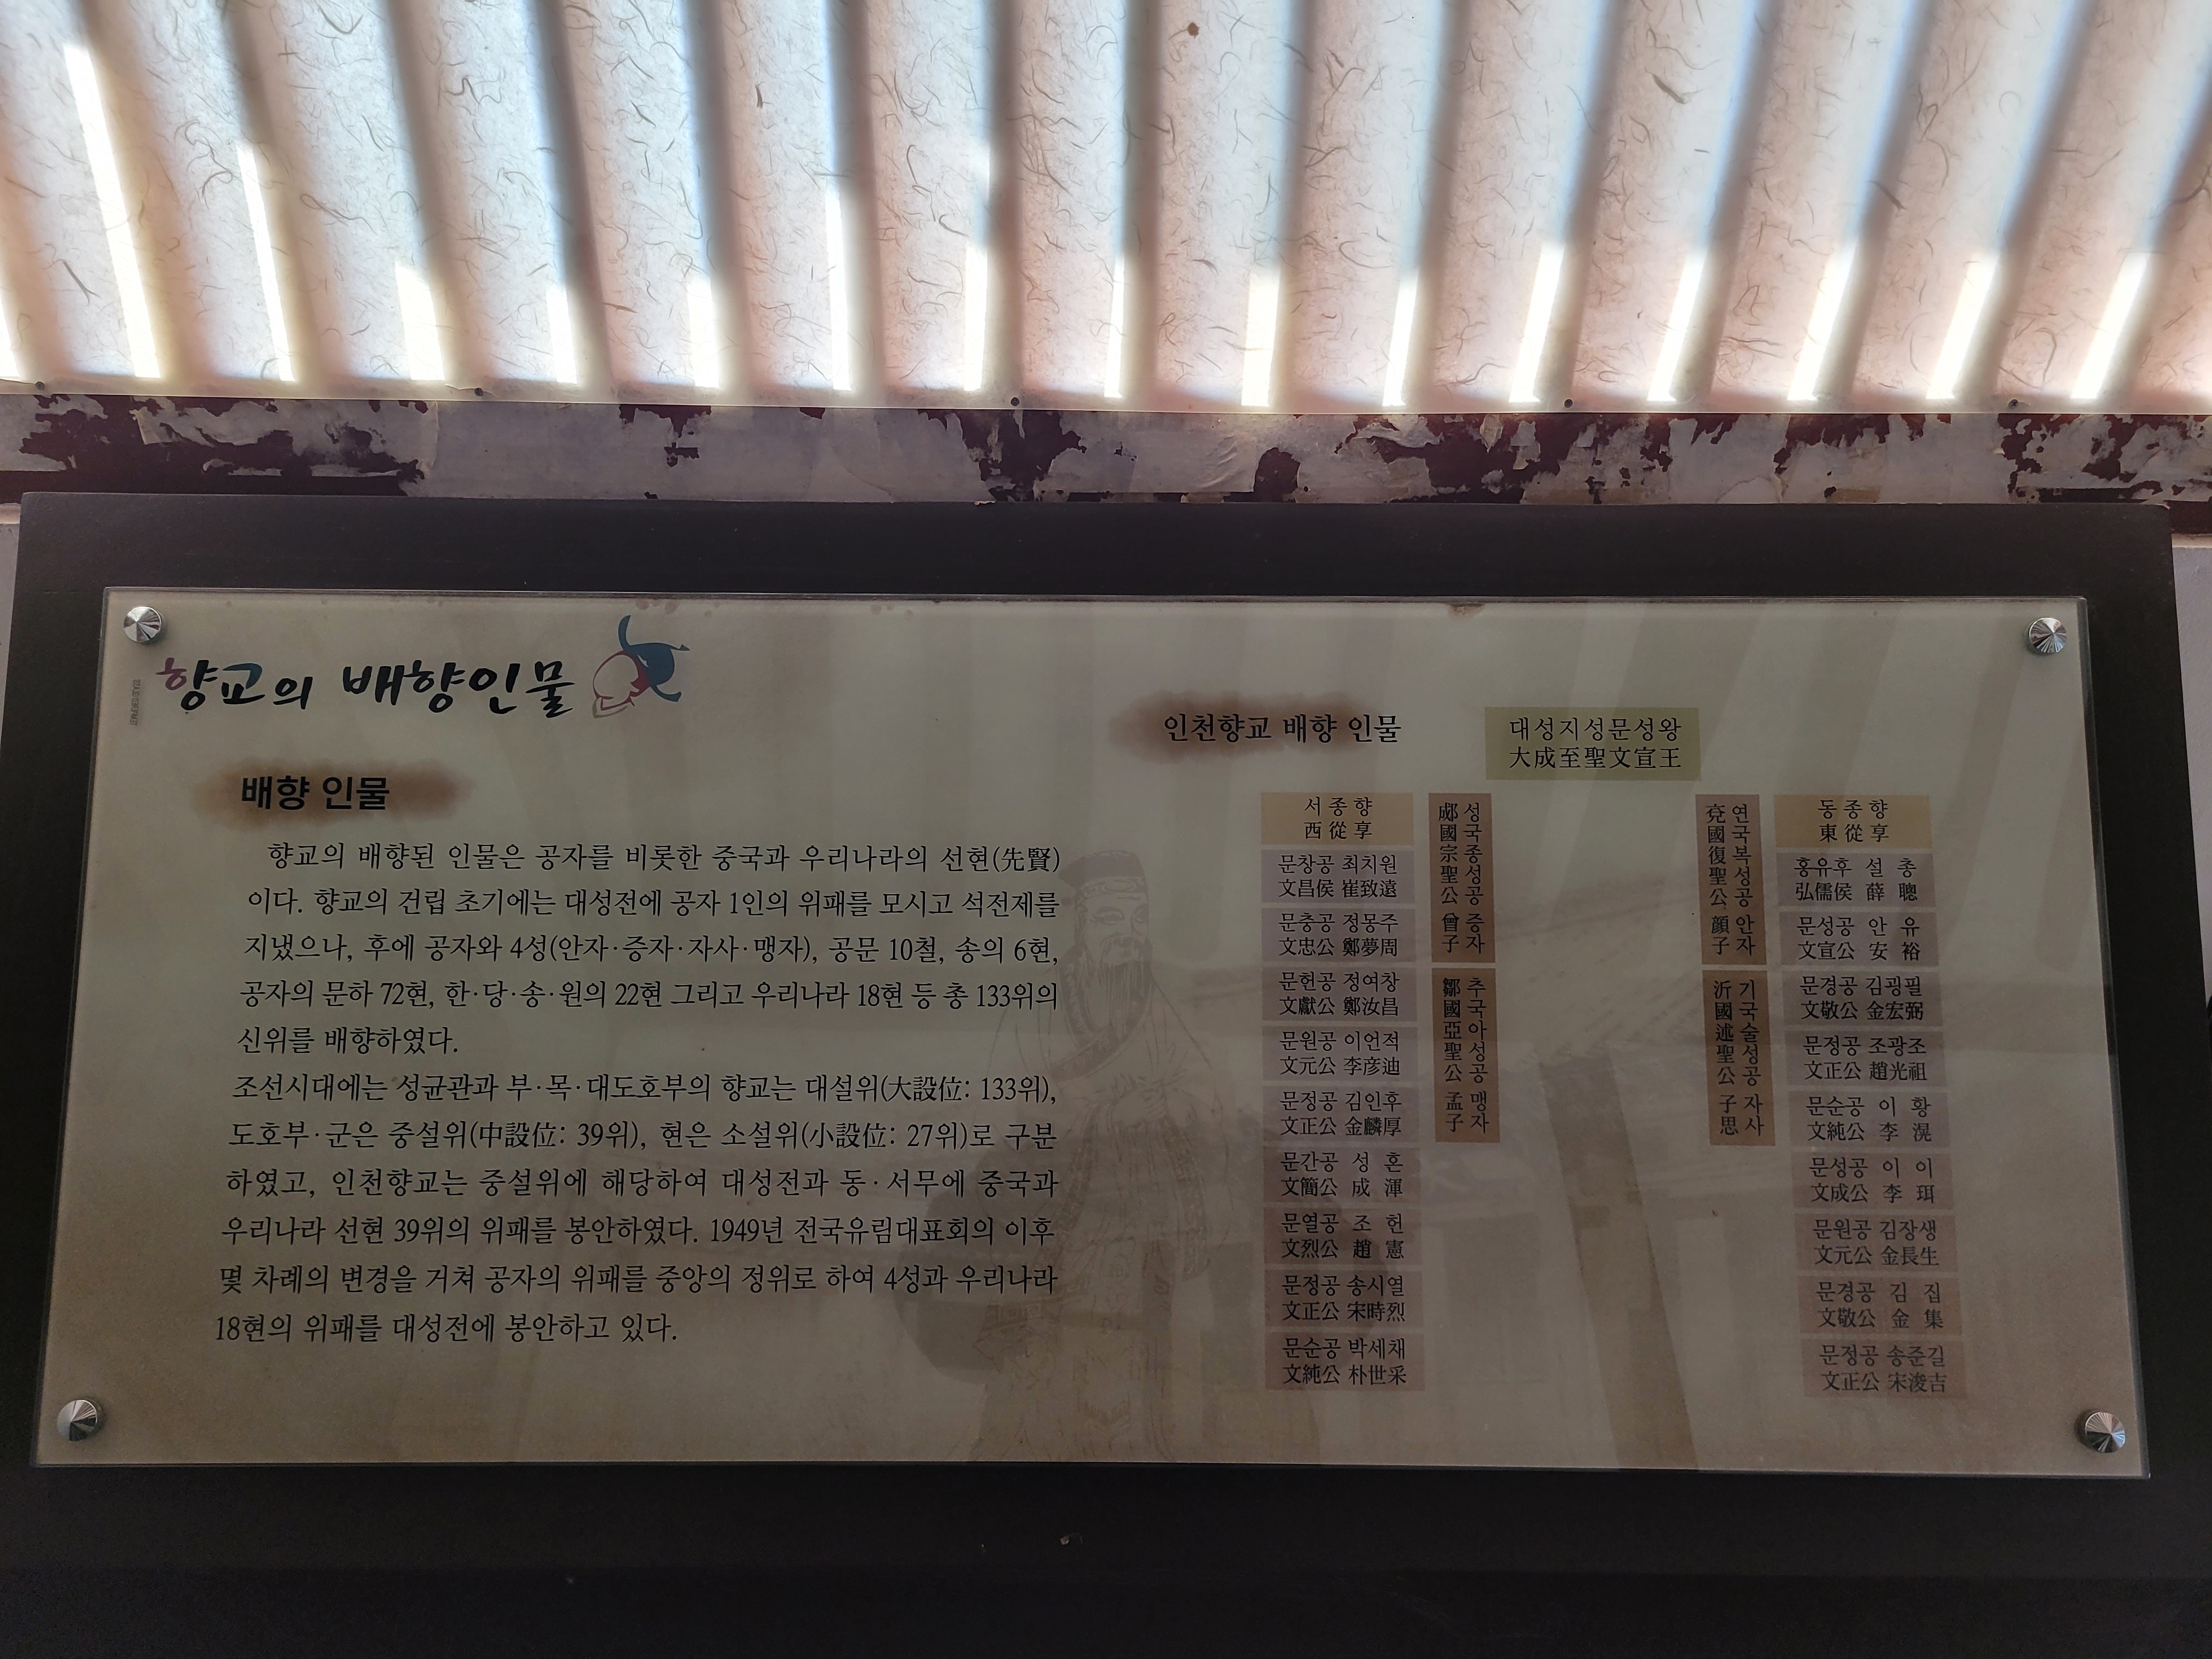 향교의 배향인물
배향 인물
향교의 배향된 인물은 공자를 비롯한 중국과 우리나라의 선현(先賢)
이다. 향교의 건립 초기에는 대성전에 공자 1인의 위패를 모시고 석전제를
지냈으나, 후에 공자와 4성(안자·증자·자사·맹자), 공문 10철, 송의 6현,
공자의 문하 72현, 한·당·송·원의 22현 그리고 우리나라 18현 등 총 133위의
신위를 배향하였다.
조선시대에는 성균관과 부·목·대도호부의 향교는 대설위(大設位: 133위),
도호부·군은 중설위(中設位: 39위), 현은 소설위(小設位: 27위)로 구분
하였고, 인천향교는 중설위에 해당하여 대성전과 동·서무에 중국과
우리나라 선현 39위의 위패를 봉안하였다. 1949년 전국유림대표회의 이후
몇 차례의 변경을 거쳐 공자의 위패를 중앙의 정위로 하여 4성과 우리나라
18현의 위패를 대성전에 봉안하고 있다.
인천향교 배향 인물
대성지성문성왕
大成至聖文宣王
서종향
西從享
문창공 최치원
文昌侯 崔致遠
문충공 정몽주
文忠公 鄭夢周
문헌공 정여창
文獻公 鄭汝昌
문원공 이언적
文元公 李彦迪
문정공 김인후
文正公 金麟厚
문간공 성 혼
文簡公 成 渾
문열공 조 헌
文烈公 趙 憲
문정공 송시열
文正公 宋時烈
문순공 박세채
文純公 朴世采
성국종성공 증자
郕國宗聖公 曾子
추국아성공 맹자
鄒國亞聖公 孟子
연국복성공 안자
兗國復聖公 顔子
기국술성공 자사
沂國述聖公 子思
동종향
東從享
홍유후 설 총
弘儒侯 薛 聰
문성공 안 유
文宣公 安 裕
문경공 김굉필
文敬公 金宏弼
문정공 조광조
文正公 趙光祖
문순공 이 황
文純公 李 滉
문성공 이 이
文成公 李 珥
문원공 김장생
文元公 金長生
문경공 김 집
文敬公 金 集
문정공 송준길
文正公 宋浚吉